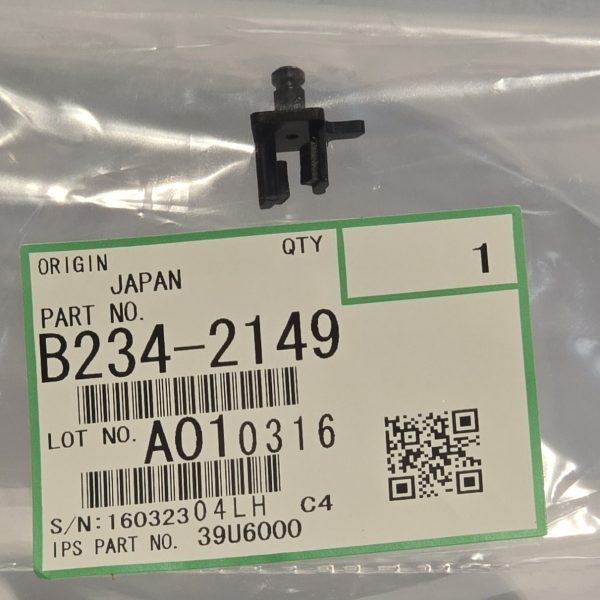 ORIGIN
JAPAN
QTY
1
PART NO.
B234-2149
LOT NO. A010316
S/N:16032304LH C4
IPS PART NO. 39U6000